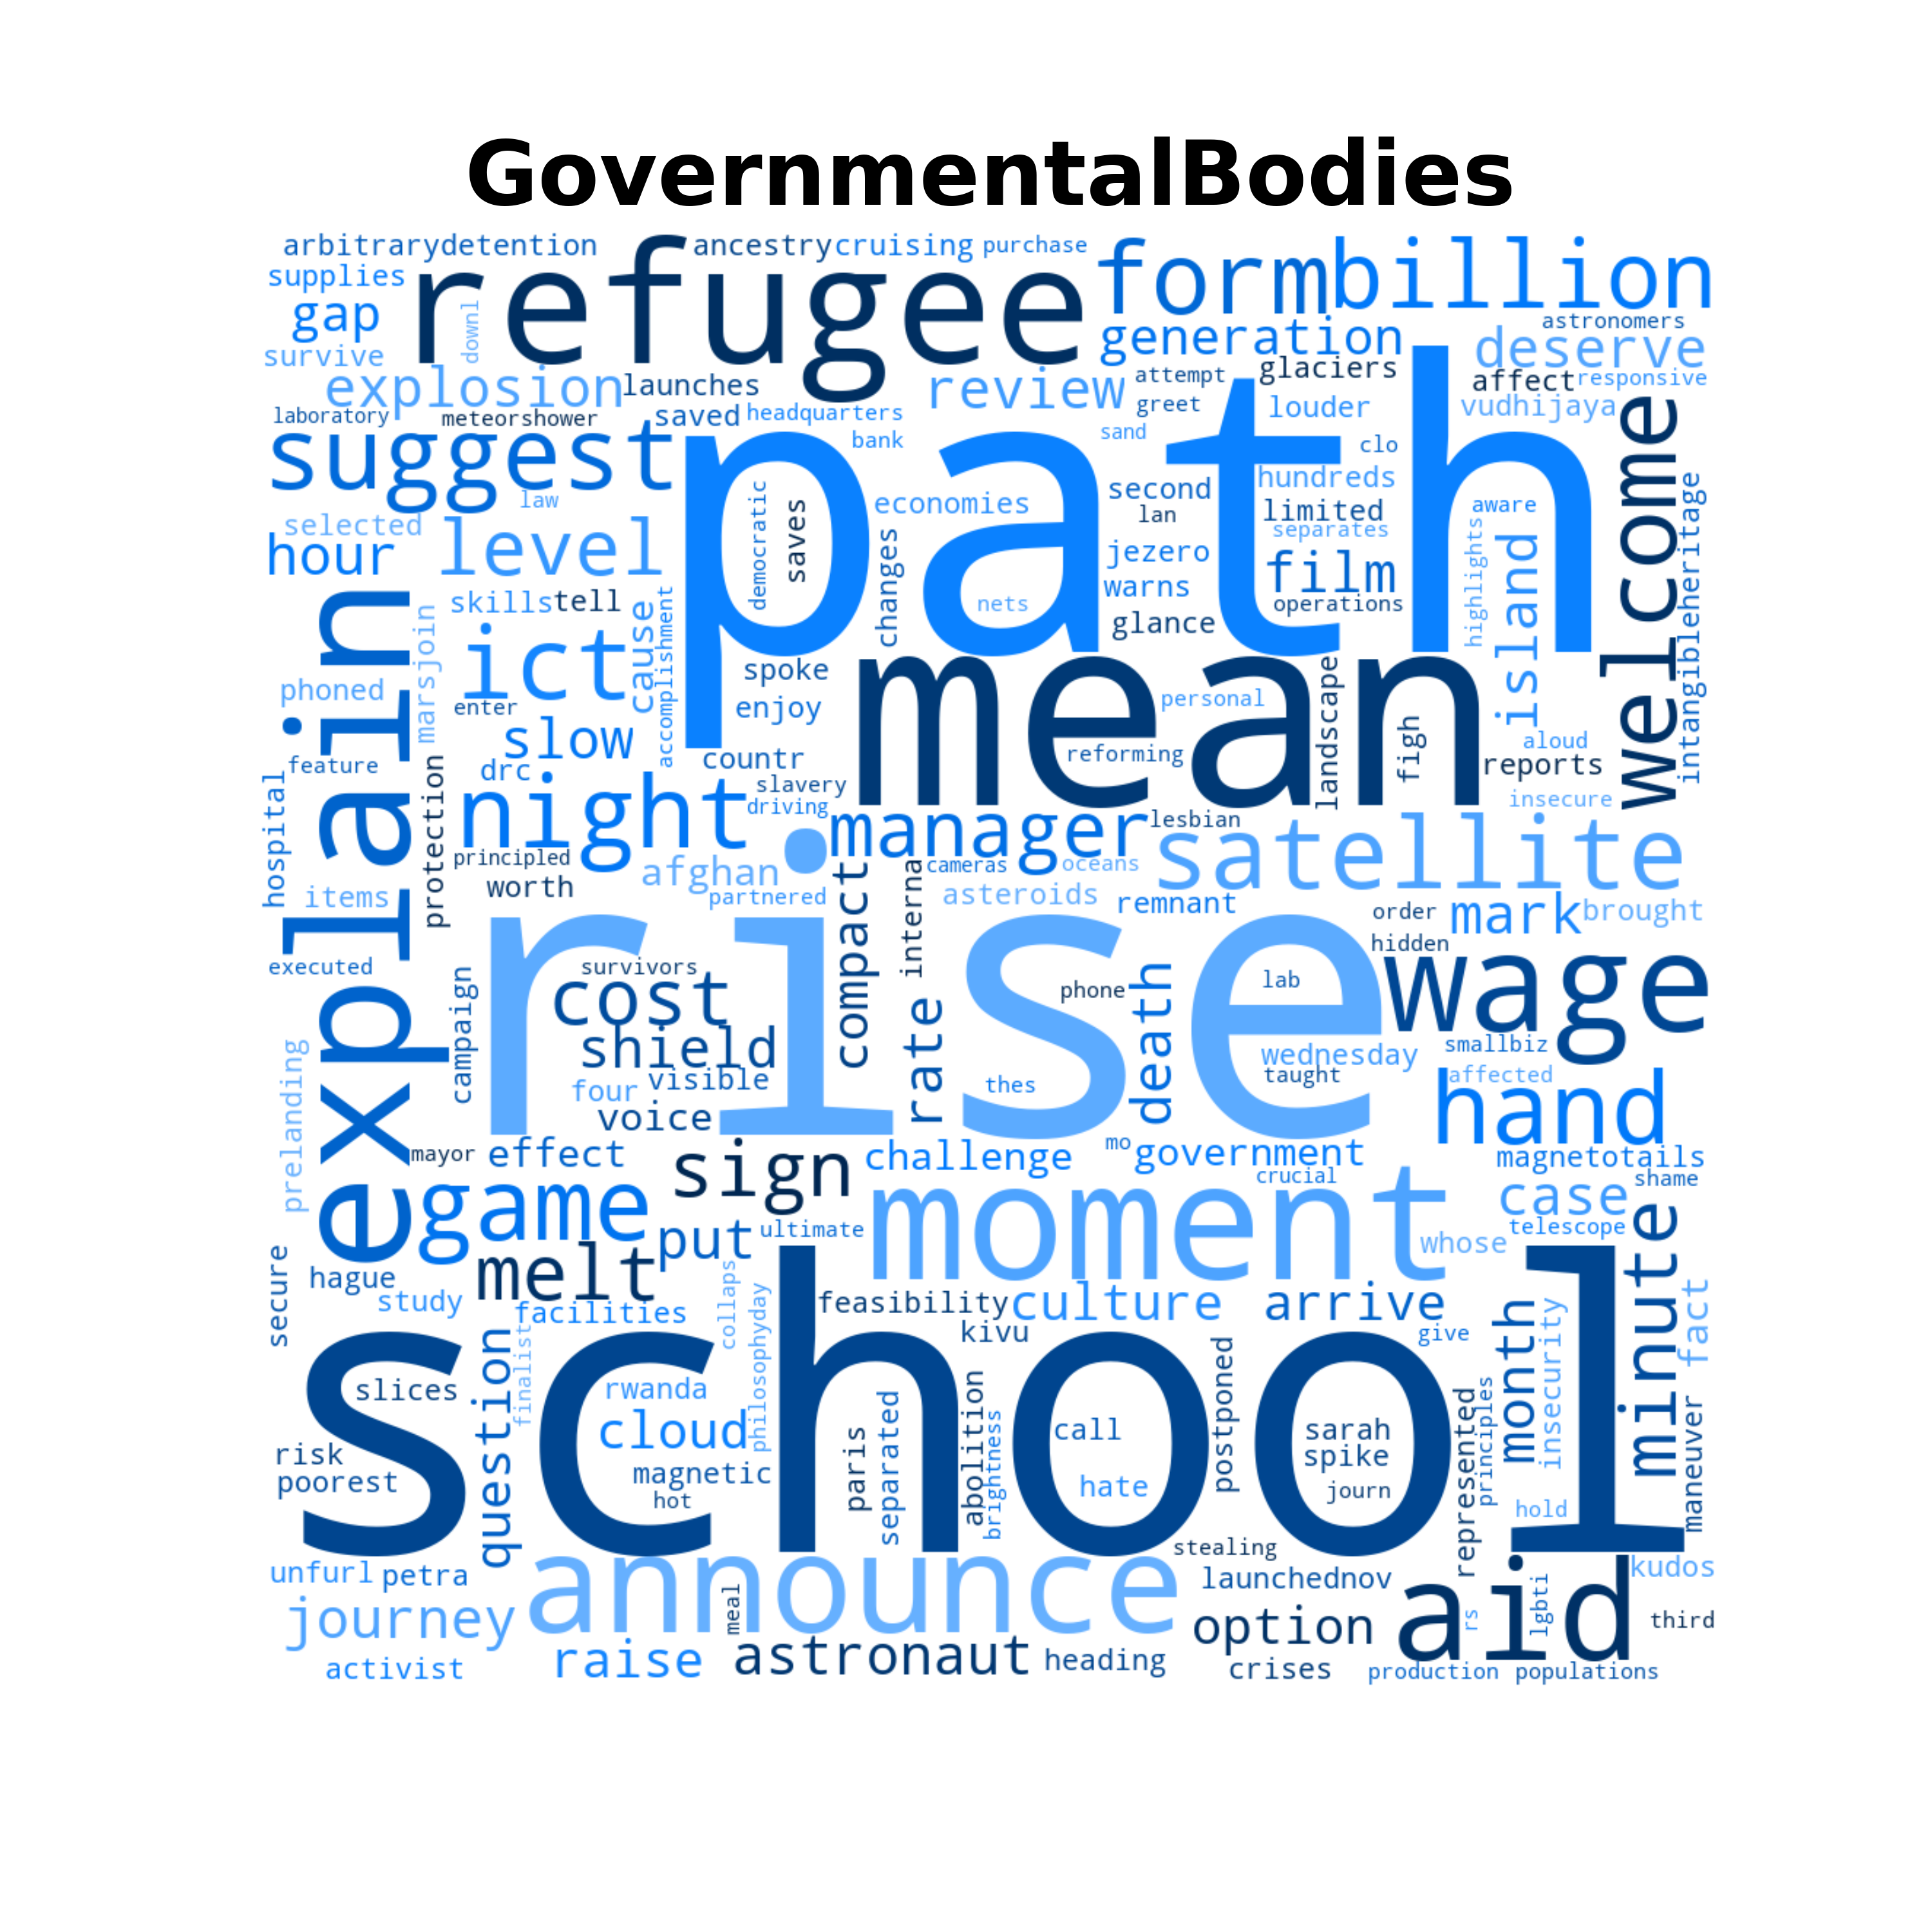 GovernmentalBodies
arbitrarydetention
ancestry
cruising
purchase
supplies
refugee
form
billion
gap
downl
generation
astronomers
survive
deserve
explosion
launches
review
attempt
glaciers
affect
responsive
laboratory
meteorshower
saved
headquarters
greet
louder
vudhijaya
suggest
bank
sand
clo
path
welcome
law
democratic
saves
economies
second
hundreds
selected
lan
limited
aware
hour
level
changes
jezero
separates
highlights
island
intangibleheritage
film
warns
nets
operations
skills
tell
cause
accomplishment
glance
explain
marsjoin
ict
spoke
mean
phoned
enter
enjoy
personal
landscape
figh
slow
countr
reforming
aloud
feature
drc
reports
hospital
protection
night
slavery
driving
insecure
manager
lesbian
satellite
principled
afghan
cameras
oceans
items
worth
partnered
compact
interna
asteroids
remnant
order
mark
brought
hidden
executed
rise
survivors
campaign
cost
rate
phone
death
lab
wage
shield
smallbiz
prelanding
four
visible
thes
wednesday
taught
affected
hand
voice
mayor
effect
sign
challenge
mo
government
magnetotails
crucial
shame
game
moment
case
put
ultimate
whose
telescope
minute
secure
hague
melt
study
facilities
collaps
philosophyday
feasibility
culture
arrive
fact
kivu
give
month
insecurity
school
question
finalist
slices
rwanda
postponed
represented
principles
cloud
paris
separated
abolition
brightness
call
sarah
spike
risk
poorest
magnetic
hot
hate
journ
hold
maneuver
unfurl
petra
announce
stealing
launchednov
aid
kudos
journey
meal
option
rs
lgbti
third
activist
raise
astronaut
heading
crises
production
populations